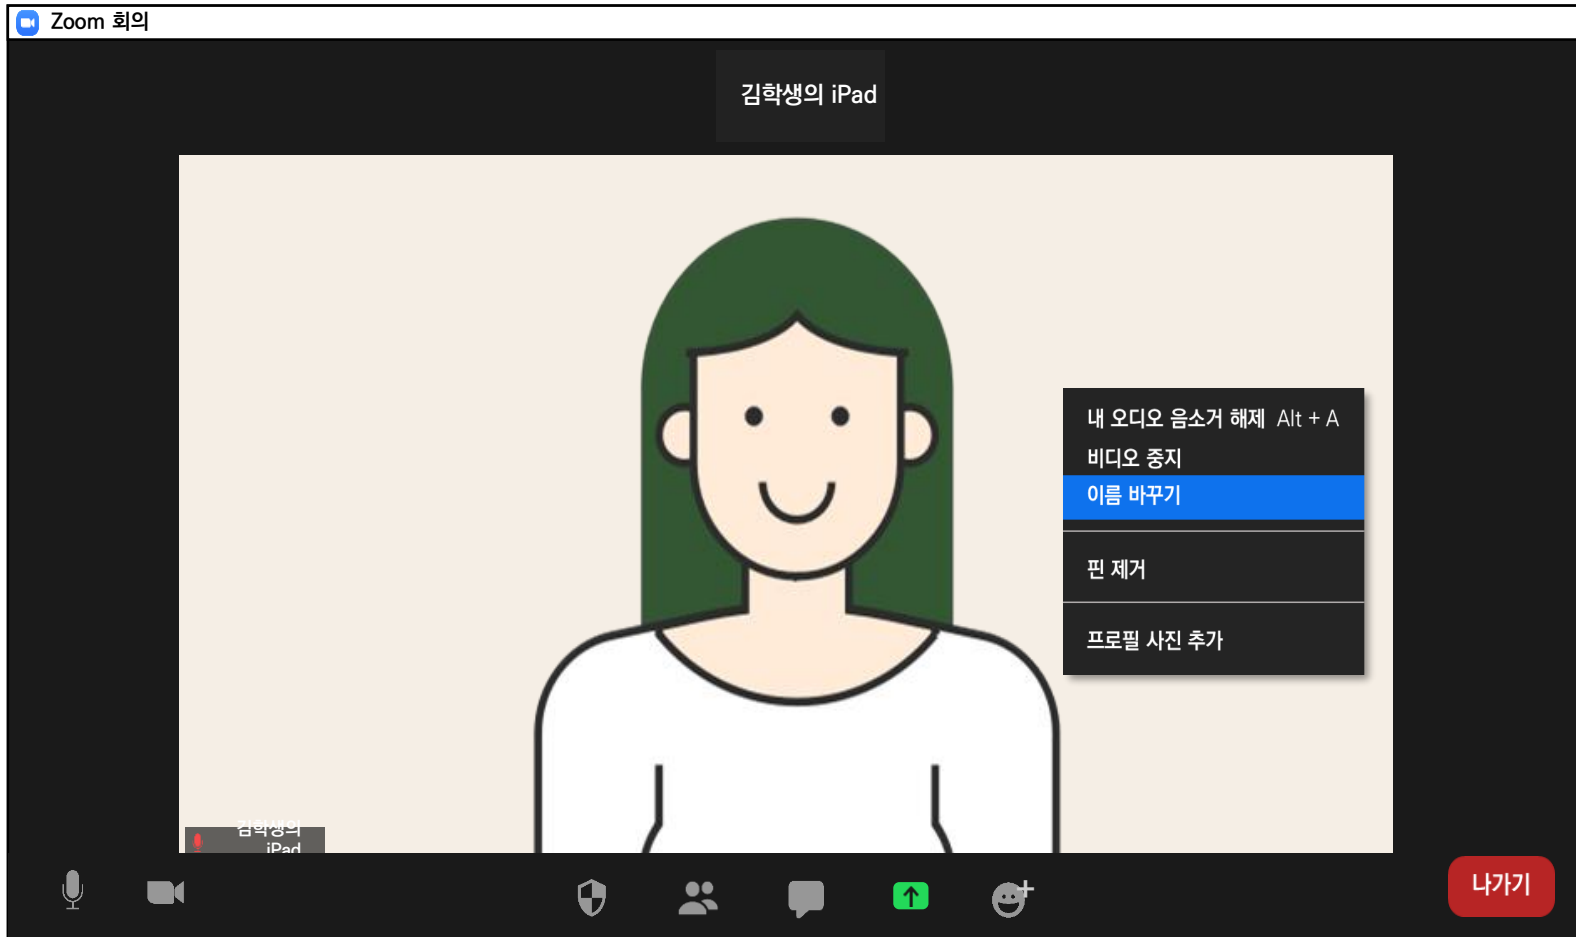 Zoom 회의
김학생의 iPad
내 오디오 음소거 해제 Alt + A
비디오 중지
이름 바꾸기
핀 제거
프로필 사진 추가
김학생의
iPad
나가기